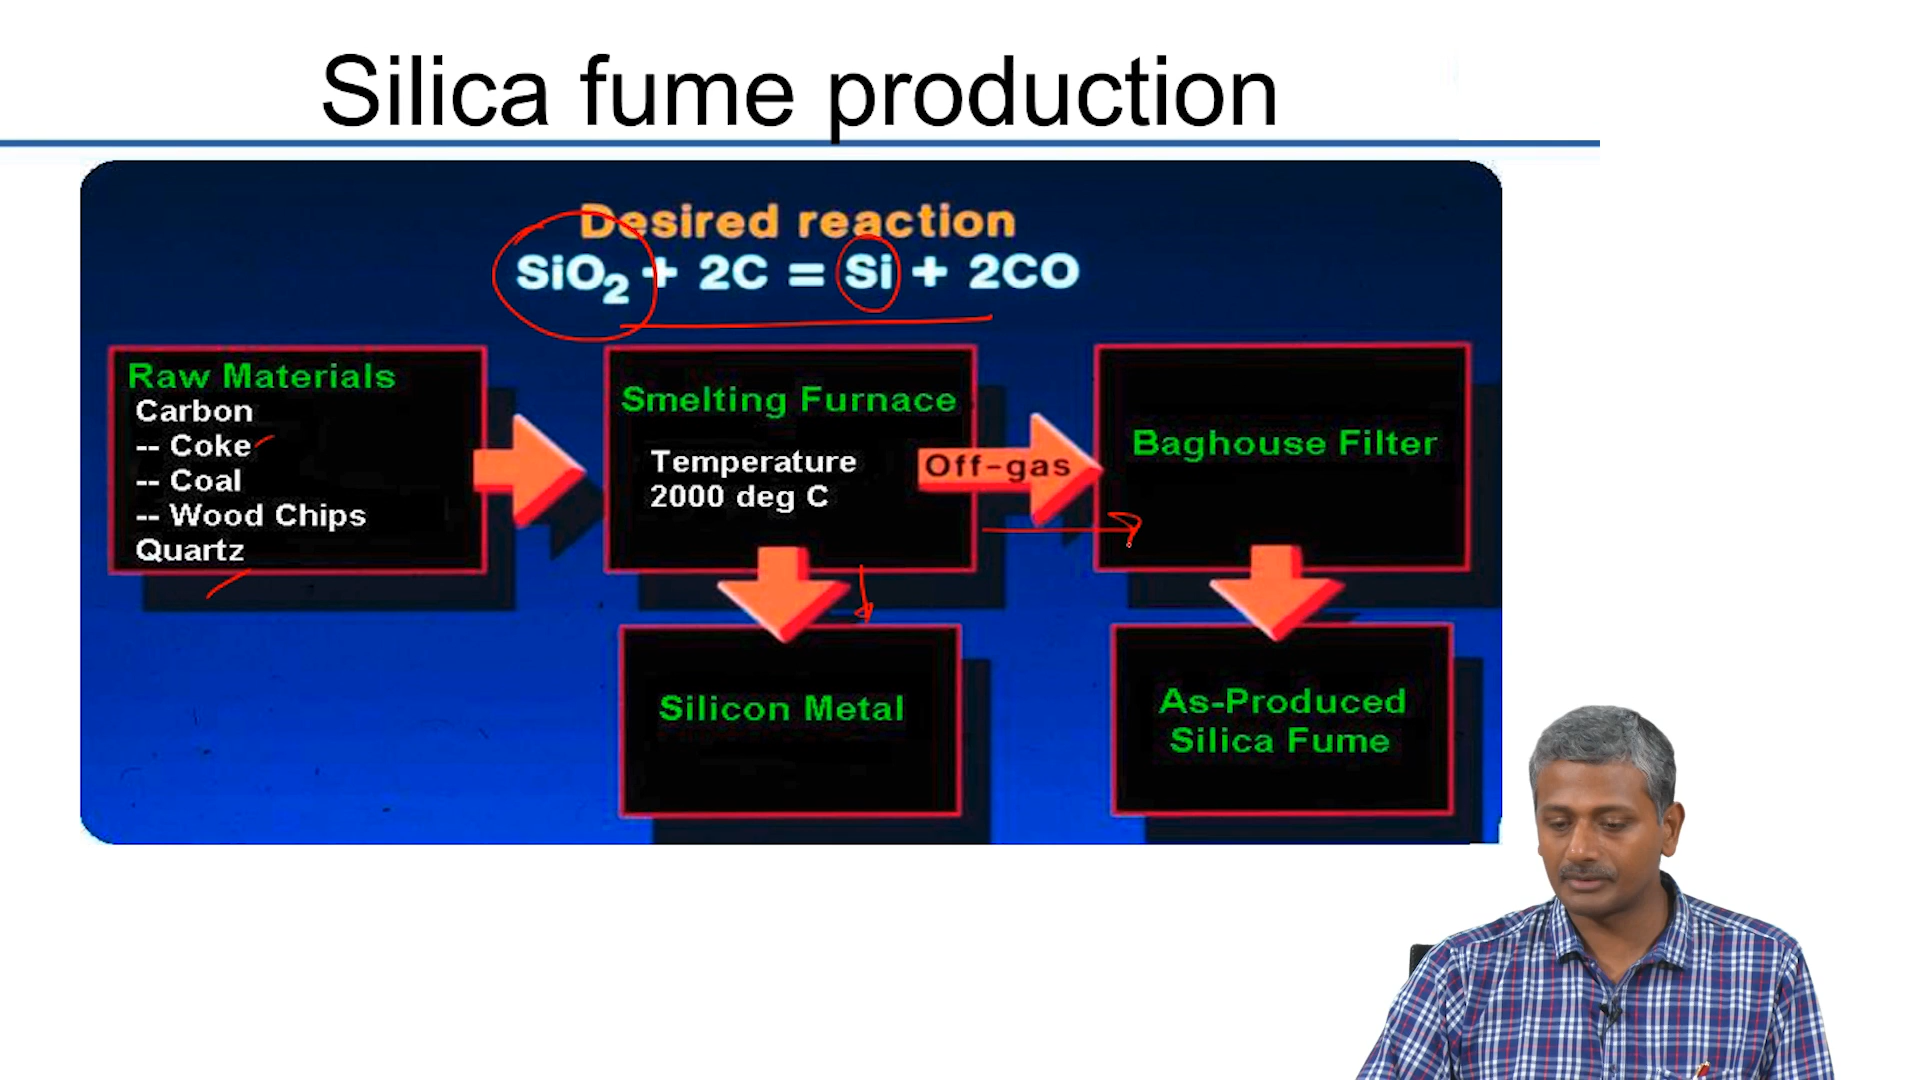 Silica fume production
Desired reaction
SiO₂ + 2C = Si + 2CO
Raw Materials
Carbon
-- Coke
-- Coal
-- Wood Chips
Quartz
Smelting Furnace
Temperature
2000 deg C
Off-gas
Baghouse Filter
Silicon Metal
As-Produced
Silica Fume